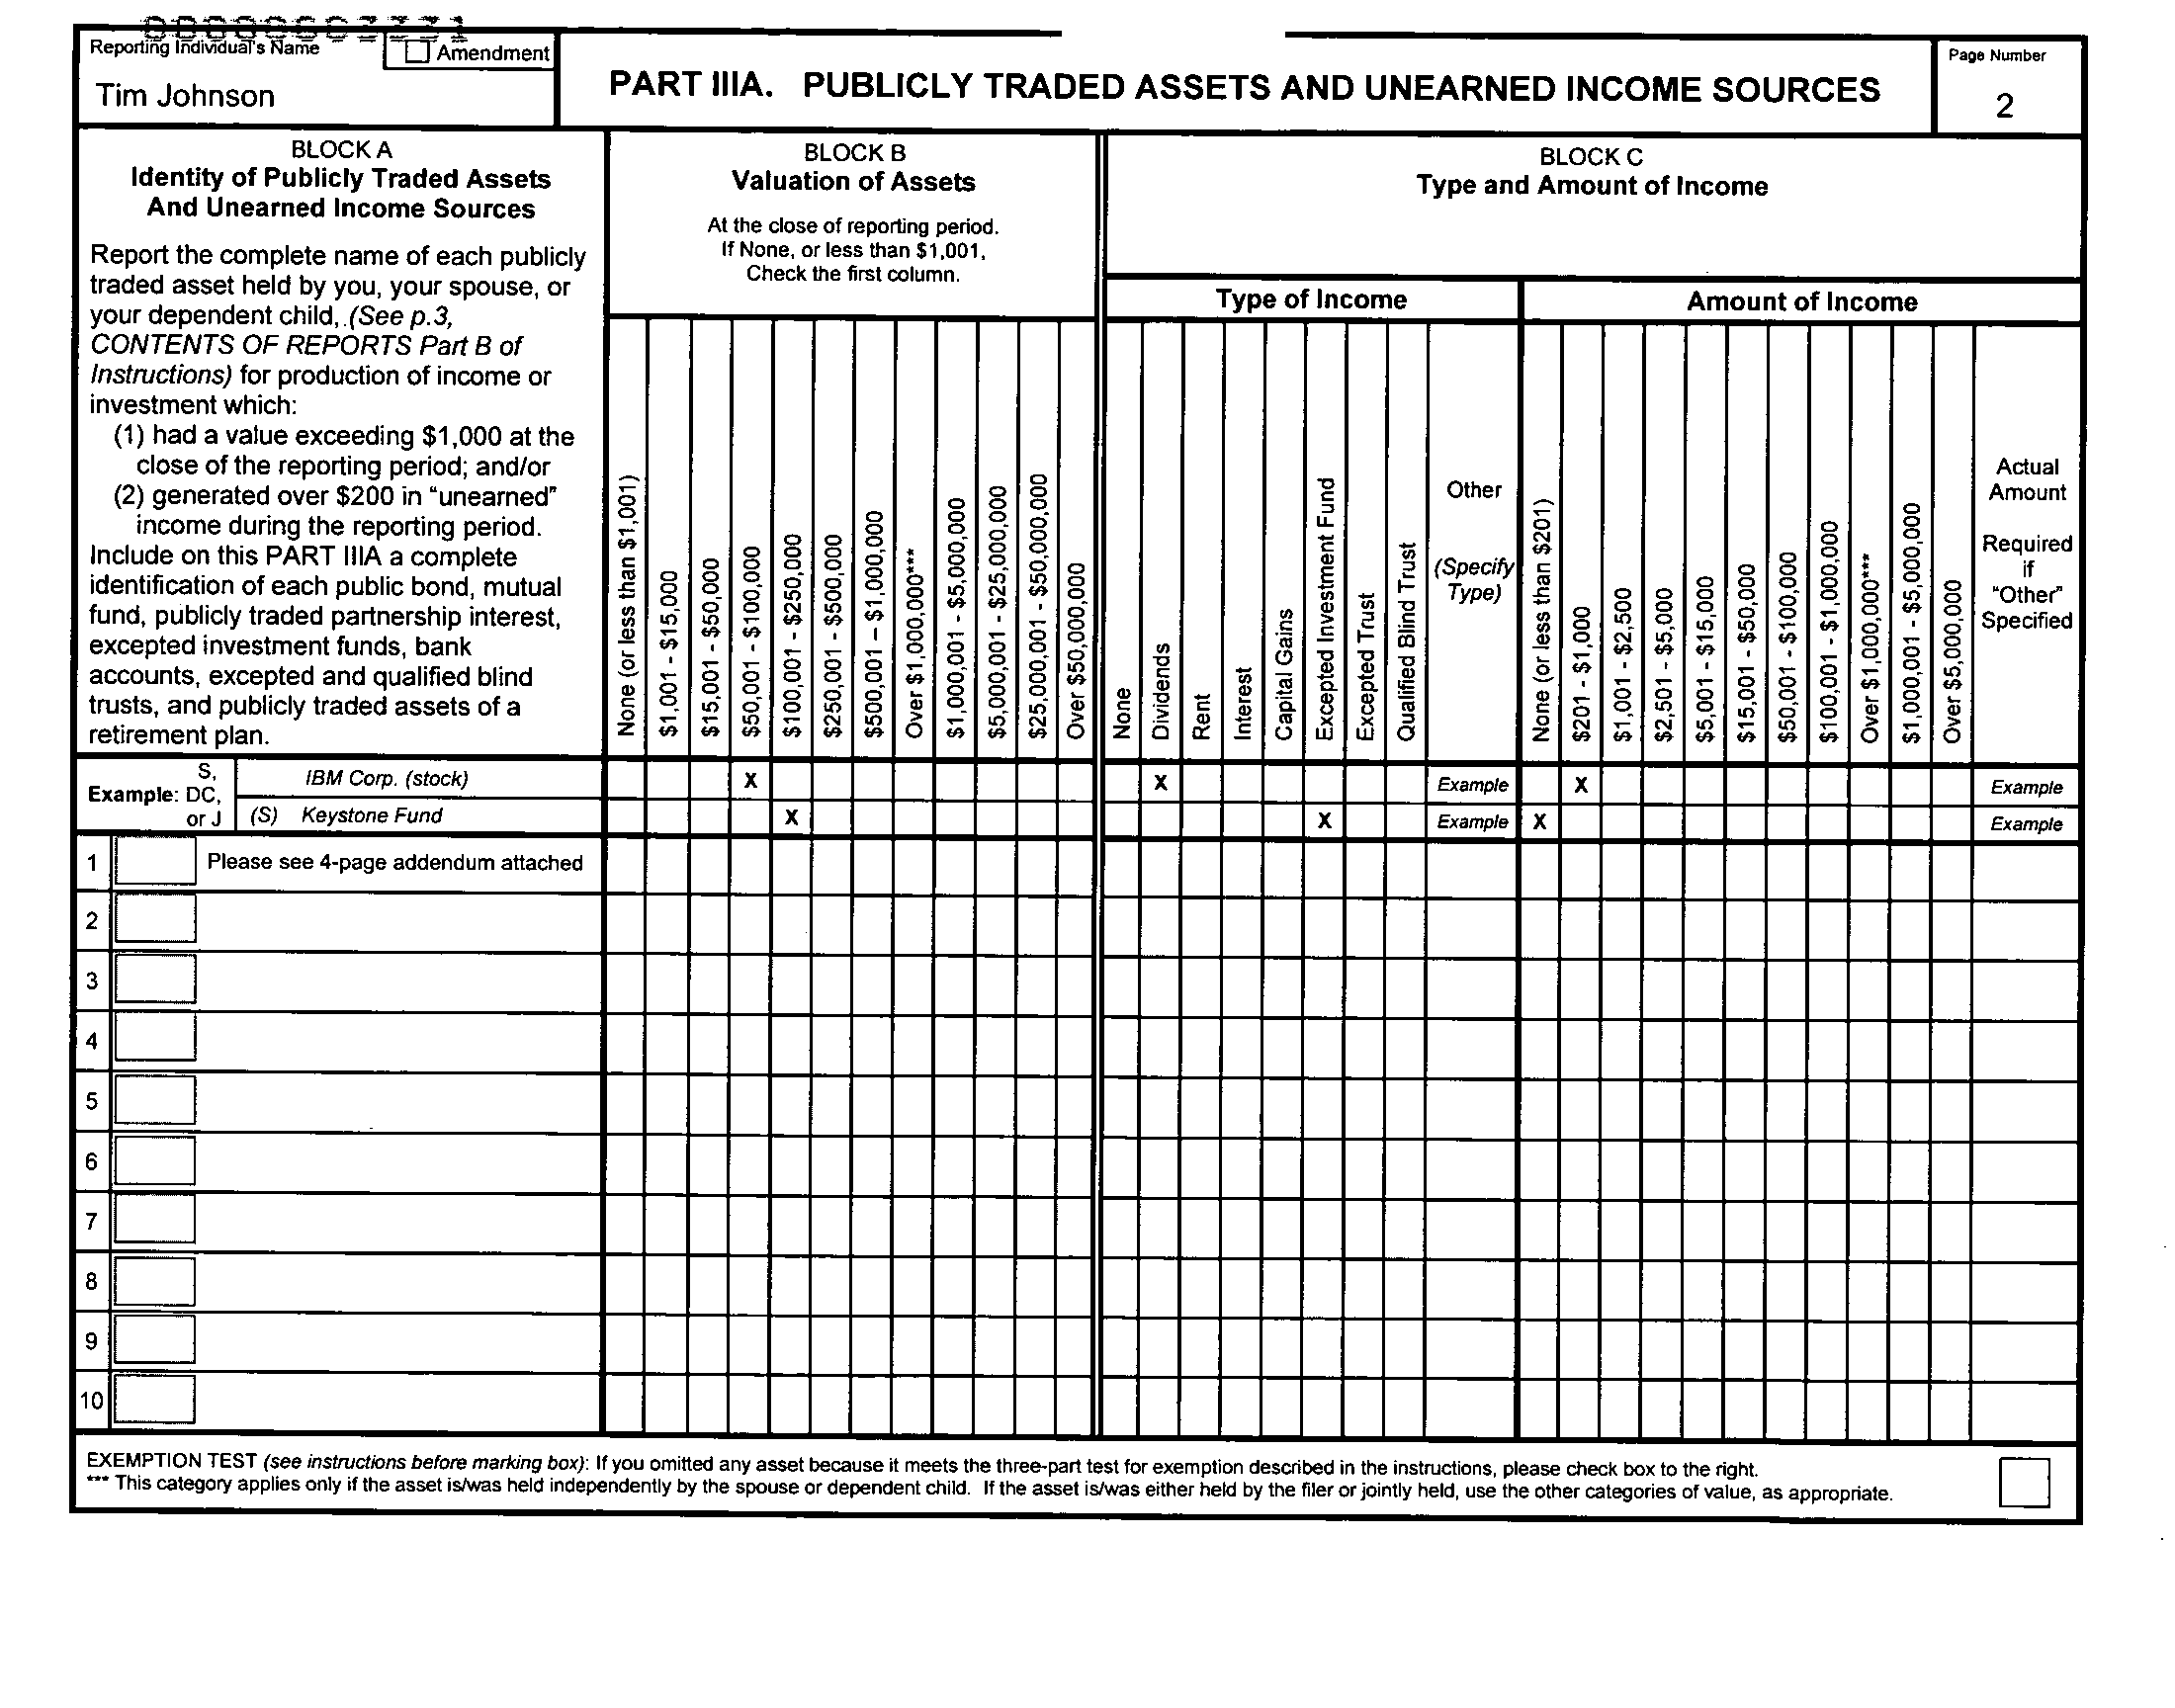 Reporting Individual's Name
Amendment
Tim Johnson
PART IIIA. PUBLICLY TRADED ASSETS AND UNEARNED INCOME SOURCES
Page Number
2
BLOCK A
Identity of Publicly Traded Assets
And Unearned Income Sources
Report the complete name of each publicly
traded asset held by you, your spouse, or
your dependent child, (See p.3,
CONTENTS OF REPORTS Part B of
Instructions) for production of income or
investment which:
(1) had a value exceeding $1,000 at the
close of the reporting period; and/or
(2) generated over $200 in "unearned"
income during the reporting period.
Include on this PART IIIA a complete
identification of each public bond, mutual
fund, publicly traded partnership interest,
excepted investment funds, bank
accounts, excepted and qualified blind
trusts, and publicly traded assets of a
retirement plan.
BLOCK B
Valuation of Assets
At the close of reporting period.
If None, or less than $1,001,
Check the first column.
None (or less than $1,001)
$1,001 - $15,000
$15,001 - $50,000
$50,001 - $100,000
$100,001 - $250,000
$250,001 - $500,000
$500,001 – $1,000,000
Over $1,000,000***
$1,000,001 - $5,000,000
$5,000,001 - $25,000,000
$25,000,001 - $50,000,000
Over $50,000,000
BLOCK C
Type and Amount of Income
Type of Income
None
Dividends
Rent
Interest
Capital Gains
Excepted Investment Fund
Excepted Trust
Qualified Blind Trust
Other
(Specify
Type)
Amount of Income
None (or less than $201)
$201 - $1,000
$1,001 - $2,500
$2,501 - $5,000
$5,001 - $15,000
$15,001 - $50,000
$50,001 - $100,000
$100,001 - $1,000,000
Over $1,000,000***
$1,000,001 - $5,000,000
Over $5,000,000
Actual
Amount
Required
if
"Other"
Specified
Example: S,
DC,
or J
IBM Corp. (stock) X X Example X Example
(S) Keystone Fund X X Example X Example
1 Please see 4-page addendum attached
2
3
4
5
6
7
8
9
10
EXEMPTION TEST (see instructions before marking box): If you omitted any asset because it meets the three-part test for exemption described in the instructions, please check box to the right.
*** This category applies only if the asset is/was held independently by the spouse or dependent child. If the asset is/was either held by the filer or jointly held, use the other categories of value, as appropriate.